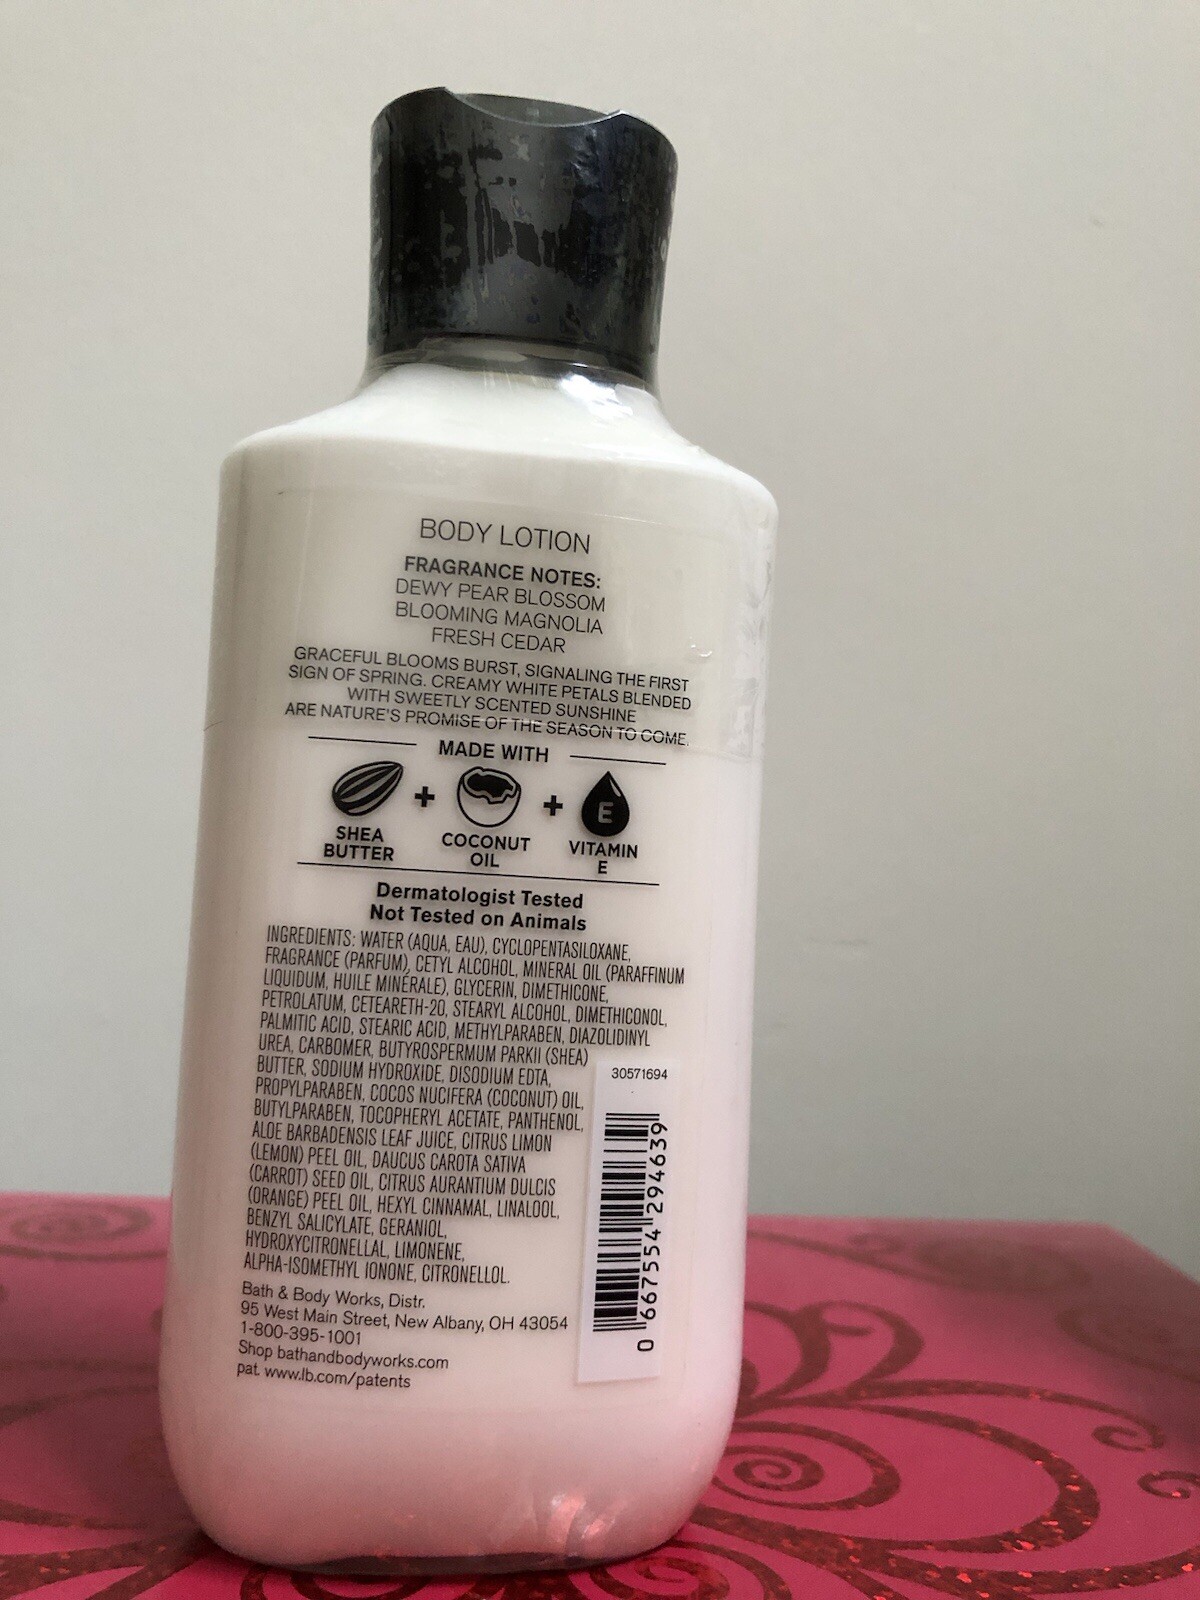 BODY LOTION
FRAGRANCE NOTES:
DEWY PEAR BLOSSOM
BLOOMING MAGNOLIA
FRESH CEDAR
GRACEFUL BLOOMS BURST, SIGNALING THE FIRST
SIGN OF SPRING. CREAMY WHITE PETALS BLENDED
WITH SWEETLY SCENTED SUNSHINE
ARE NATURE'S PROMISE OF THE SEASON TO COME.
MADE WITH
SHEA
BUTTER
+
COCONUT
OIL
+
E
VITAMIN
E
Dermatologist Tested
Not Tested on Animals
INGREDIENTS: WATER (AQUA, EAU), CYCLOPENTASILOXANE,
FRAGRANCE (PARFUM), CETYL ALCOHOL, MINERAL OIL (PARAFFINUM
LIQUIDUM, HUILE MINÉRALE), GLYCERIN, DIMETHICONE,
PETROLATUM, CETEARETH-20, STEARYL ALCOHOL, DIMETHICONOL,
PALMITIC ACID, STEARIC ACID, METHYLPARABEN, DIAZOLIDINYL
UREA, CARBOMER, BUTYROSPERMUM PARKII (SHEA)
BUTTER, SODIUM HYDROXIDE, DISODIUM EDTA,
PROPYLPARABEN, COCOS NUCIFERA (COCONUT) OIL,
BUTYLPARABEN, TOCOPHERYL ACETATE, PANTHENOL,
ALOE BARBADENSIS LEAF JUICE, CITRUS LIMON
(LEMON) PEEL OIL, DAUCUS CAROTA SATIVA
(CARROT) SEED OIL, CITRUS AURANTIUM DULCIS
(ORANGE) PEEL OIL, HEXYL CINNAMAL, LINALOOL,
BENZYL SALICYLATE, GERANIOL,
HYDROXYCITRONELLAL, LIMONENE,
ALPHA-ISOMETHYL IONONE, CITRONELLOL.
Bath & Body Works, Distr.
95 West Main Street, New Albany, OH 43054
1-800-395-1001
Shop bathandbodyworks.com
pat. www.lb.com/patents
30571694
0 667554 294639